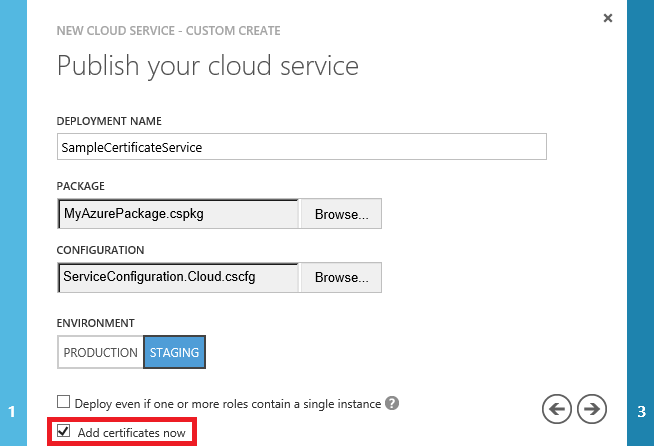 NEW CLOUD SERVICE - CUSTOM CREATE
Publish your cloud service
DEPLOYMENT NAME
SampleCertificateService
PACKAGE
MyAzurePackage.cspkg Browse...
CONFIGURATION
ServiceConfiguration.Cloud.cscfg Browse...
ENVIRONMENT
PRODUCTION STAGING
Deploy even if one or more roles contain a single instance ?
1 3
Add certificates now